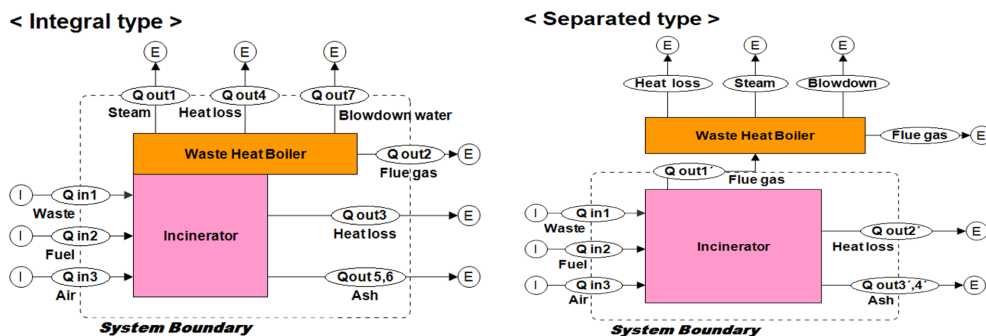 < Integral type >
E
E
E
Q out1
Q out4
Q out7
Steam
Heat loss
Blowdown water
Waste Heat Boiler
Q out2
E
Flue gas
I
Q in1
Waste
Q out3
E
Heat loss
I
Q in2
Incinerator
Fuel
I
Q in3
Qout 5,6
E
Air
Ash
System Boundary
< Separated type >
E
E
E
Heat loss
Steam
Blowdown
Waste Heat Boiler
Flue gas
E
Q out1´
Flue gas
I
Q in1
Waste
Q out2´
E
Heat loss
I
Q in2
Incinerator
Fuel
I
Q in3
Q out3´,4´
E
Air
Ash
System Boundary